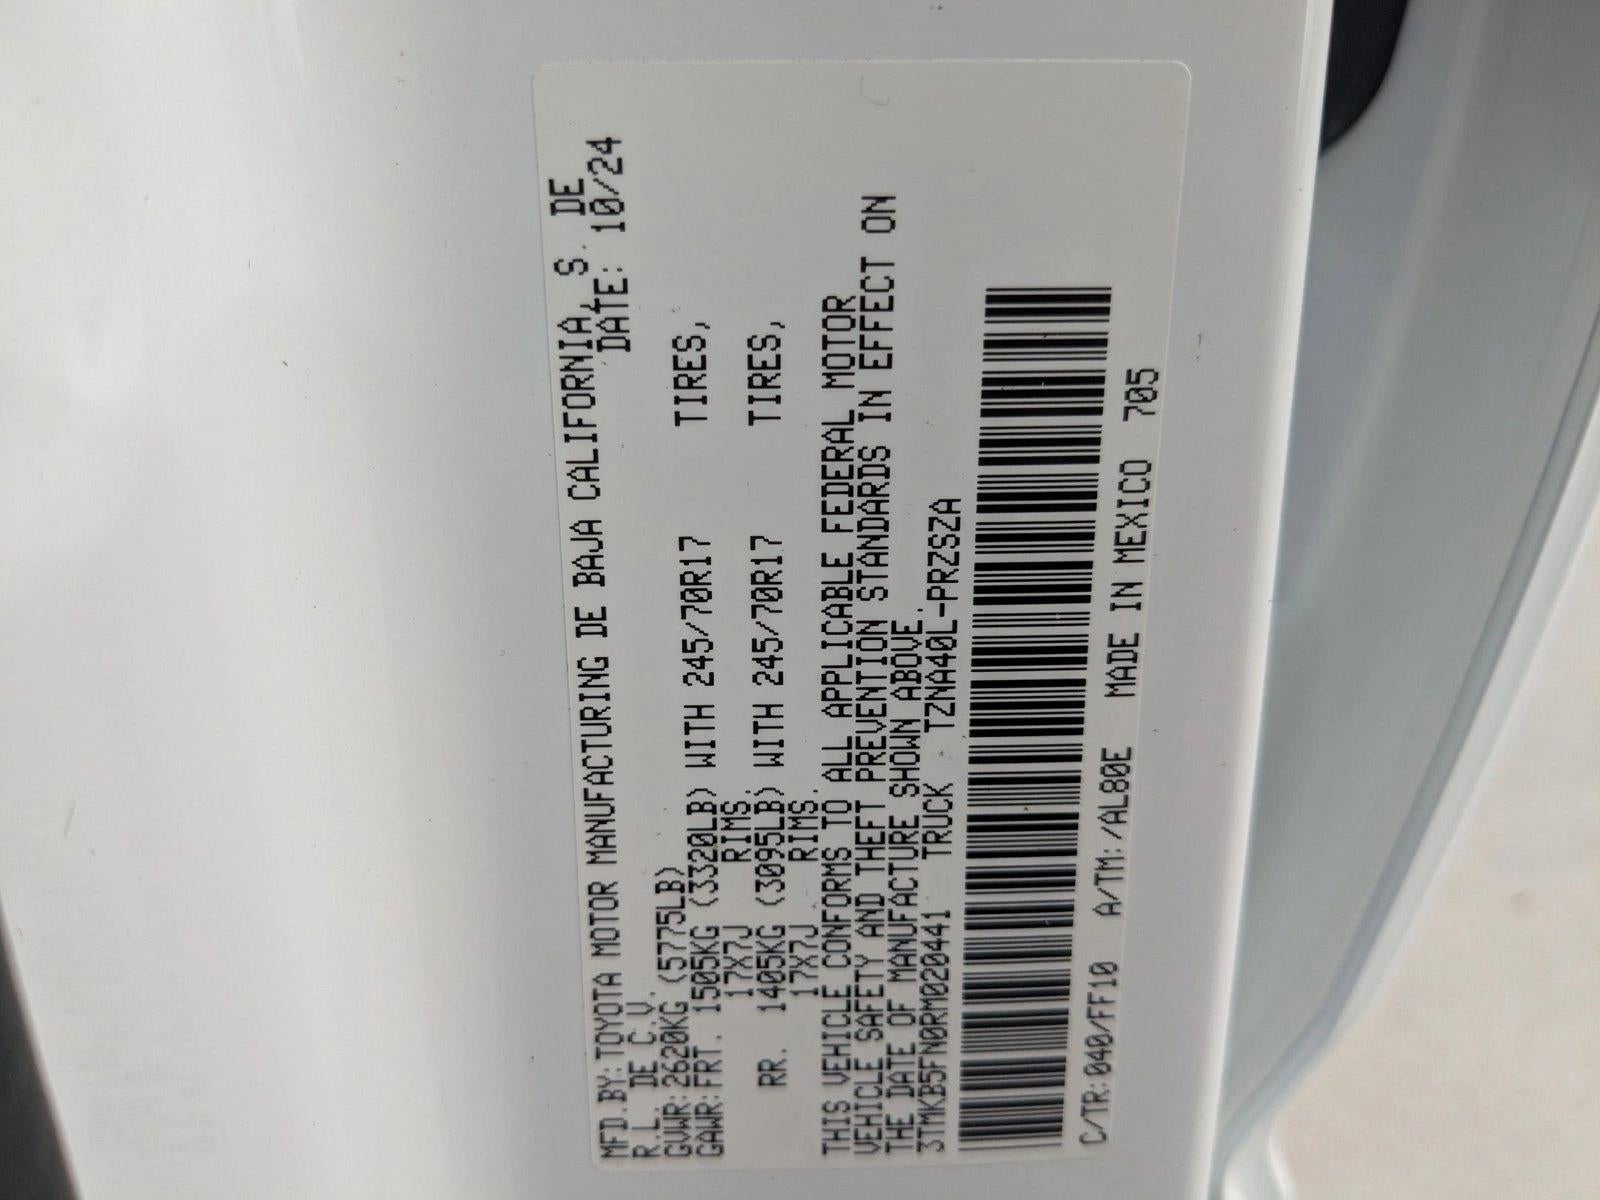 MFD.BY: TOYOTA MOTOR MANUFACTURING DE BAJA CALIFORNIA, S. DE
R.L. DE C.V. DATE: 10/24
GVWR:2620KG (5775LB)
GAWR:FRT. 1505KG (3320LB) WITH 245/70R17 TIRES,
17X7J RIMS.
RR. 1405KG (3095LB) WITH 245/70R17 TIRES,
17X7J RIMS.
THIS VEHICLE CONFORMS TO ALL APPLICABLE FEDERAL MOTOR
VEHICLE SAFETY AND THEFT PREVENTION STANDARDS IN EFFECT ON
THE DATE OF MANUFACTURE SHOWN ABOVE.
3TMKB5FN0RM020441 TRUCK TZNA40L-PRZSZA
C/TR:040/FF10 A/TM:/AL80E MADE IN MEXICO 705